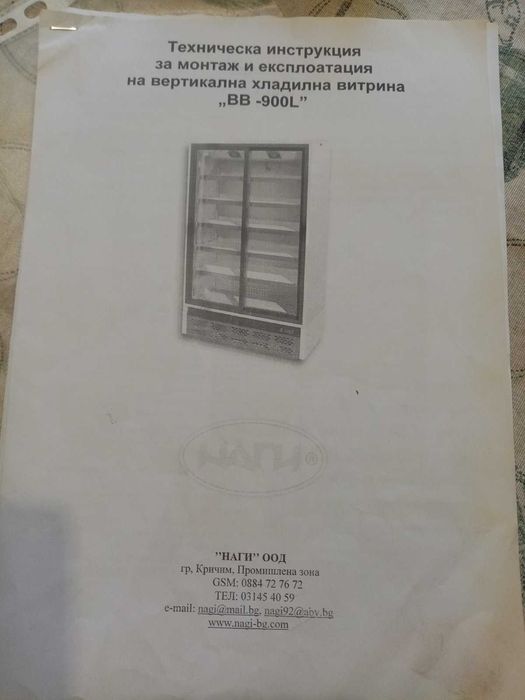 Техническа инструкция
за монтаж и експлоатация
на вертикална хладилна витрина
„ВВ -900L”
НАГИ®
”НАГИ” ООД
гр, Кричим, Промишлена зона
GSM: 0884 72 76 72
ТЕЛ: 03145 40 59
e-mail: nagi@mail.bg, nagi92@abv.bg
www.nagi-bg.com